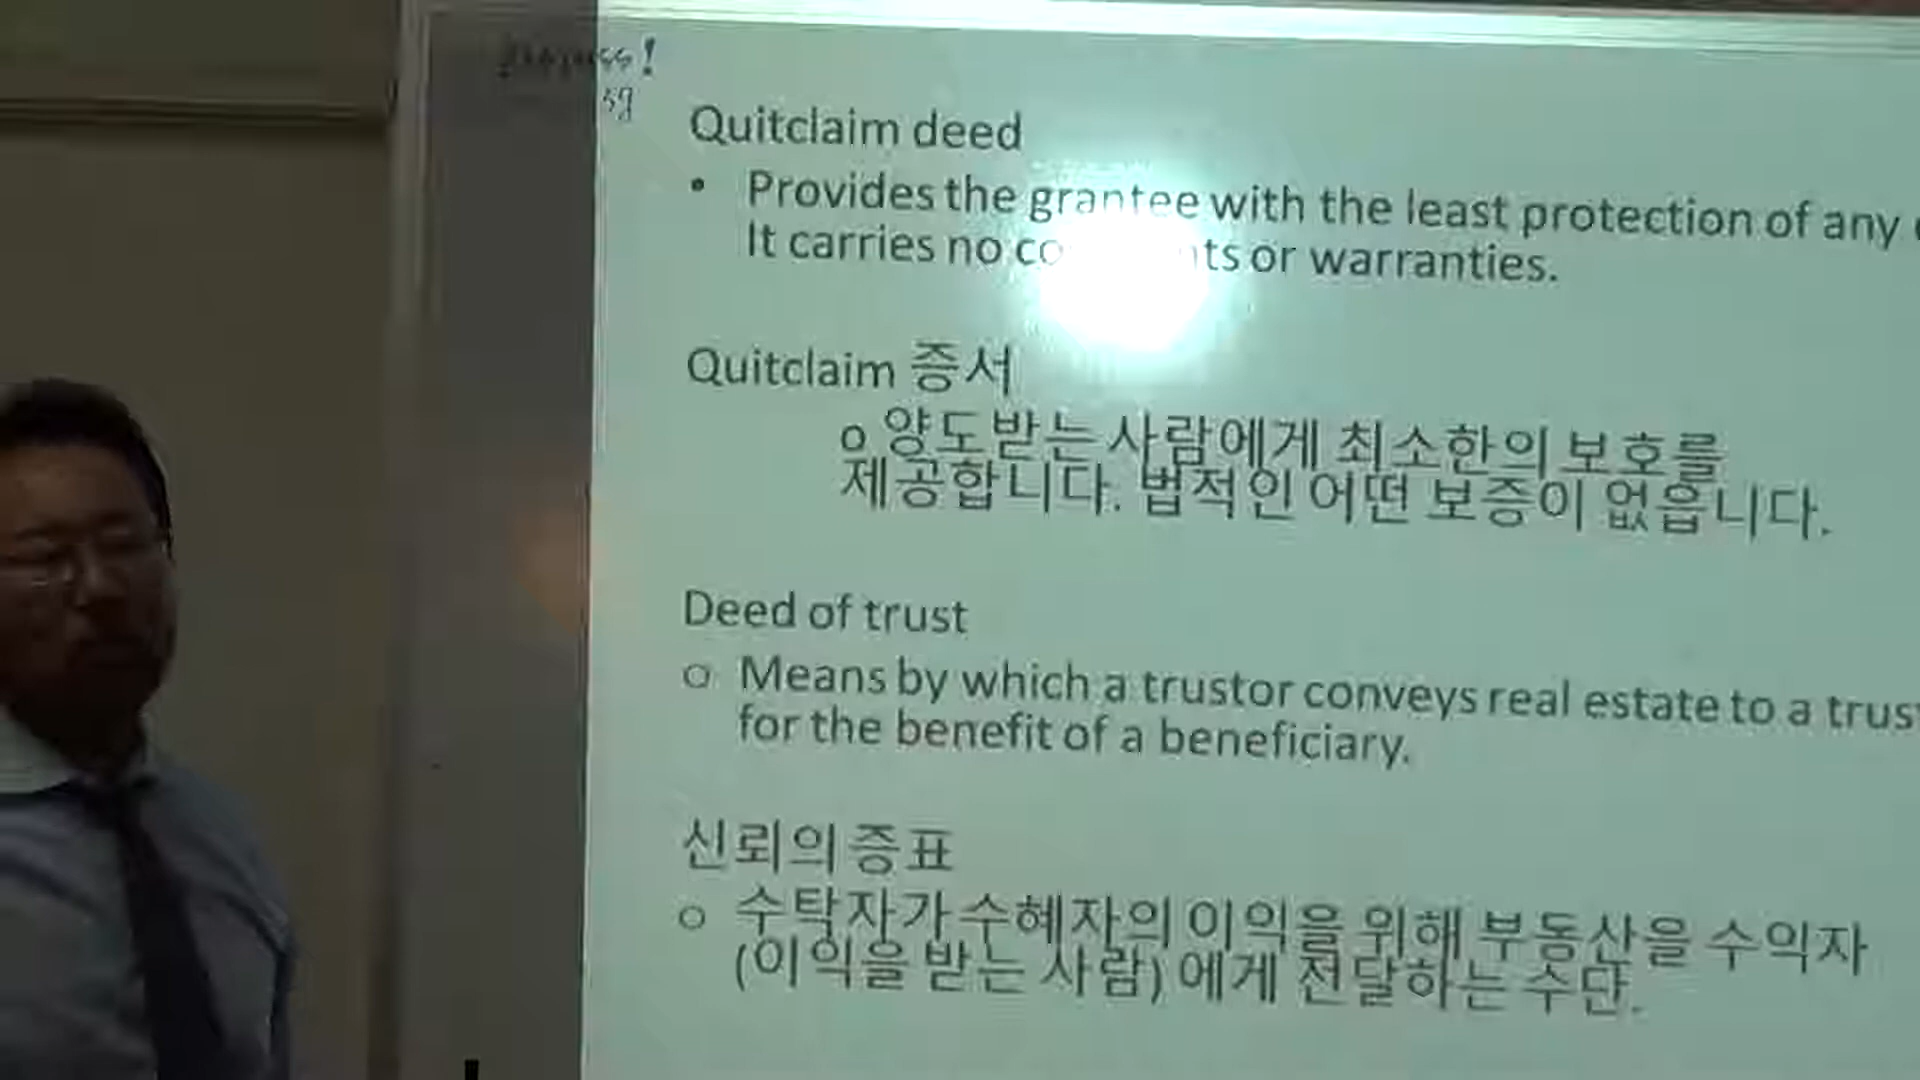 Quitclaim deed
• Provides the grantee with the least protection of any
It carries no or warranties.
Quitclaim 증서
o 양도받는 사람에게 최소한의 보호를
제공합니다. 법적인 어떤 보증이 없읍니다.
Deed of trust
o Means by which a trustor conveys real estate to a
for the benefit of a beneficiary.
신뢰의 증표
o 수탁자가 수혜자의 이익을 위해 부동산을 수익자
(이익을 받는 사람) 에게 전달하는 수단.